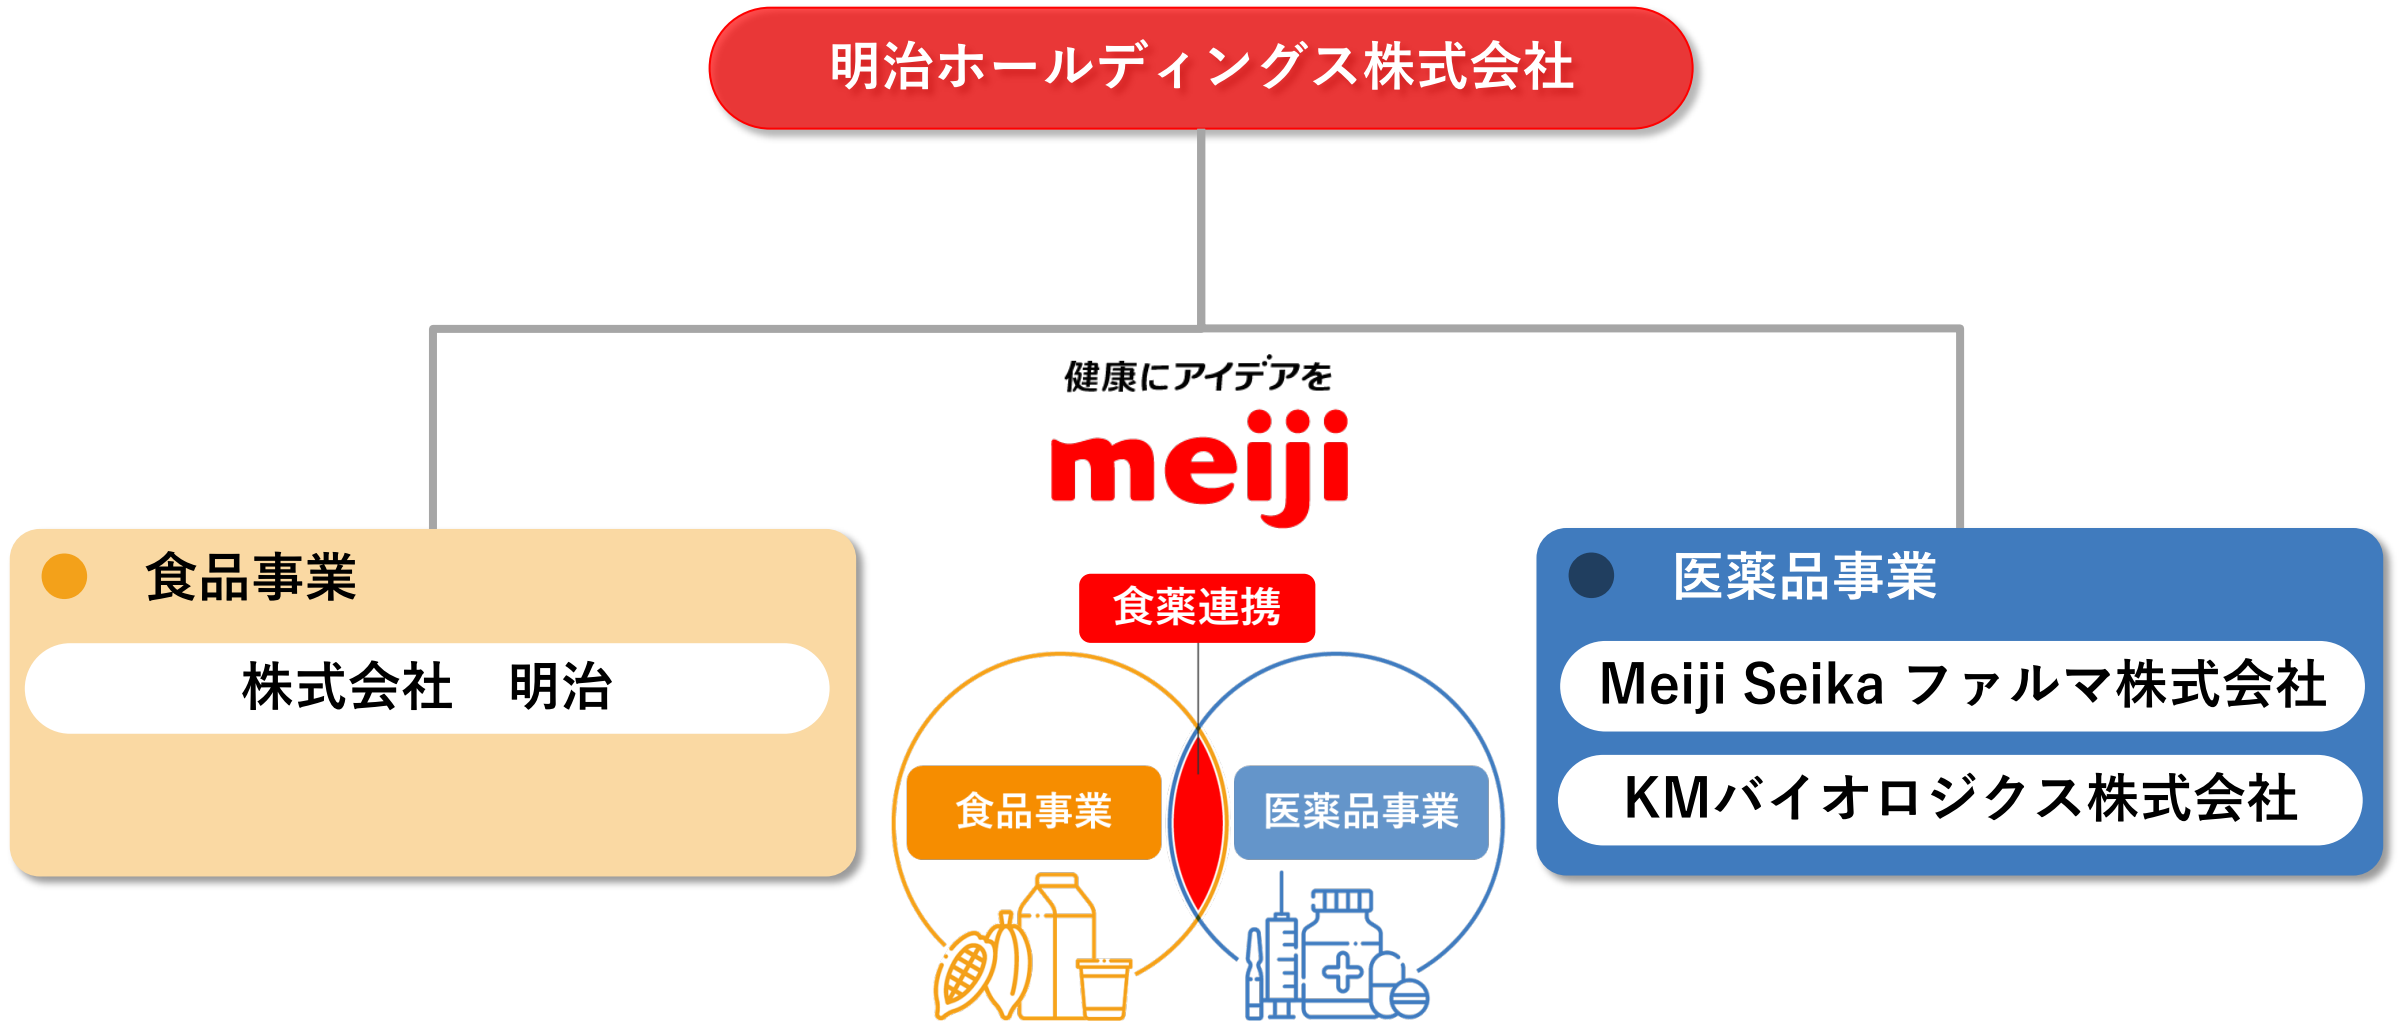 明治ホールディングス株式会社
健康にアイデアを
meiji
食品事業
株式会社　明治
食薬連携
食品事業
医薬品事業
医薬品事業
Meiji Seika ファルマ株式会社
KMバイオロジクス株式会社